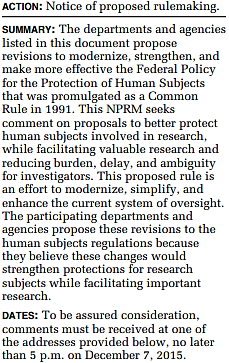 ACTION: Notice of proposed rulemaking.
SUMMARY: The departments and agencies
listed in this document propose
revisions to modernize, strengthen, and
make more effective the Federal Policy
for the Protection of Human Subjects
that was promulgated as a Common
Rule in 1991. This NPRM seeks
comment on proposals to better protect
human subjects involved in research,
while facilitating valuable research and
reducing burden, delay, and ambiguity
for investigators. This proposed rule is
an effort to modernize, simplify, and
enhance the current system of oversight.
The participating departments and
agencies propose these revisions to the
human subjects regulations because
they believe these changes would
strengthen protections for research
subjects while facilitating important
research.
DATES: To be assured consideration,
comments must be received at one of
the addresses provided below, no later
than 5 p.m. on December 7, 2015.